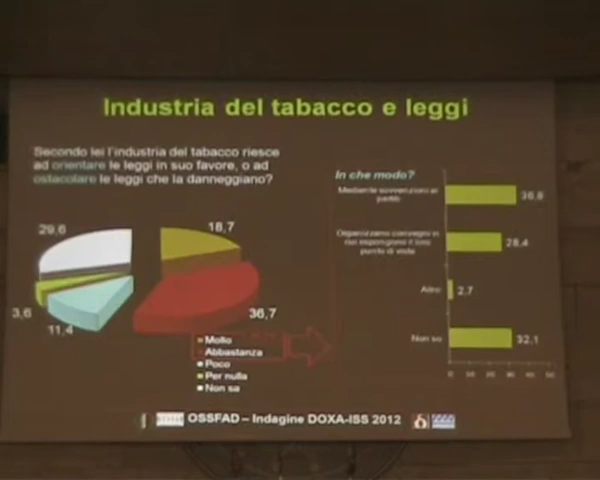 Industria del tabacco e leggi
Secondo lei l'industria del tabacco riesce
ad orientare le leggi in suo favore, o ad
ostacolare le leggi che la danneggiano?
In che modo?
Mediante sovvenzioni ai
partiti
36,8
Organizzano convegni in
cui espongono il loro
punto di vista
28,4
Altro
2,7
Non so
32,1
0 10 20 30 40 50
29,6
18,7
3,6
11,4
36,7
Molto
Abbastanza
Poco
Per nulla
Non sa
OSSFAD – Indagine DOXA-ISS 2012